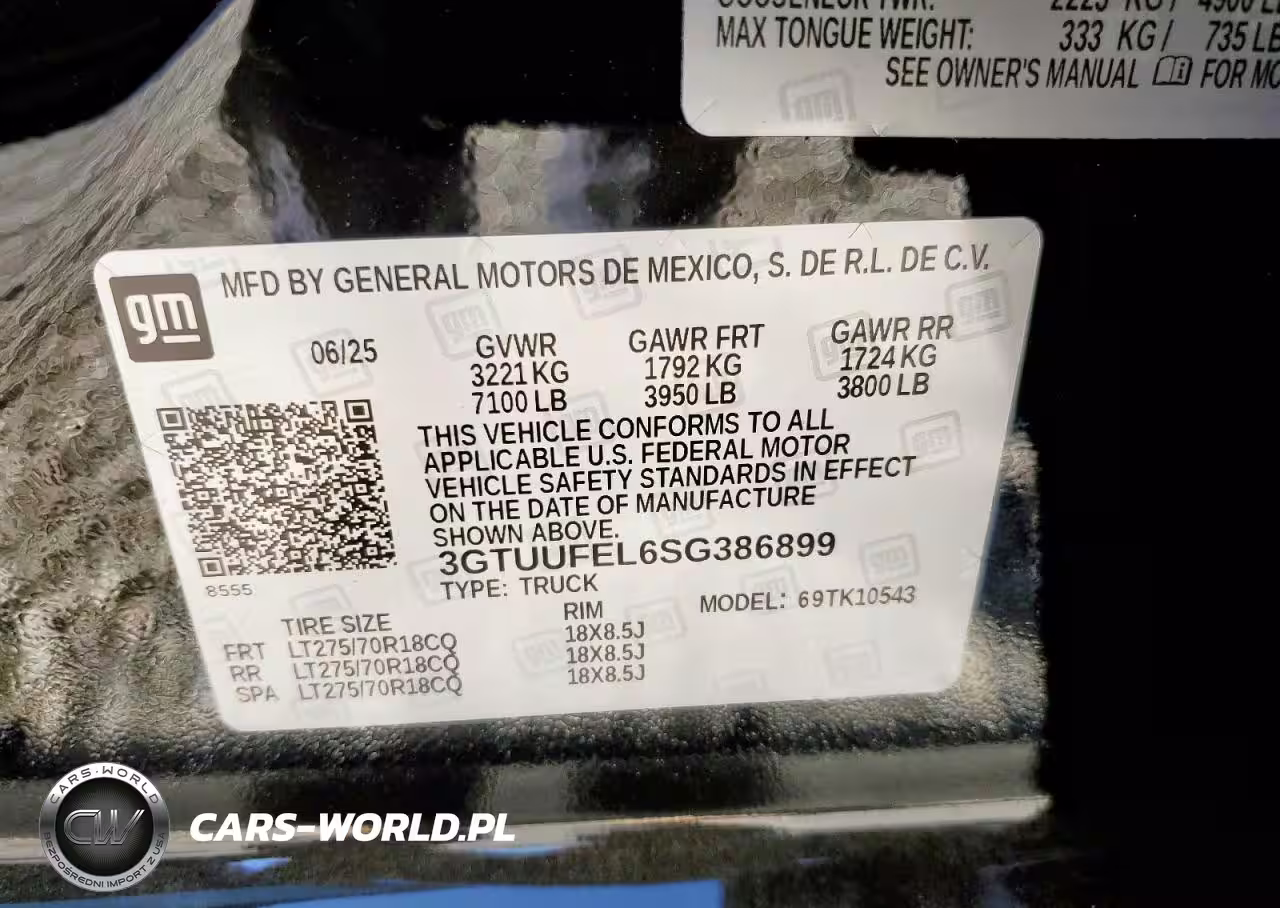 MAX TONGUE WEIGHT: 333 KG/ 735 LB
SEE OWNER'S MANUAL FOR
gm
MFD BY GENERAL MOTORS DE MEXICO, S. DE R.L. DE C.V.
06/25 GVWR GAWR FRT GAWR RR
3221 KG 1792 KG 1724 KG
7100 LB 3950 LB 3800 LB
THIS VEHICLE CONFORMS TO ALL
APPLICABLE U.S. FEDERAL MOTOR
VEHICLE SAFETY STANDARDS IN EFFECT
ON THE DATE OF MANUFACTURE
SHOWN ABOVE.
3GTUUFEL6SG386899
8555
TYPE: TRUCK
MODEL: 69TK10543
TIRE SIZE RIM
FRT LT275/70R18CQ 18X8.5J
RR LT275/70R18CQ 18X8.5J
SPA LT275/70R18CQ 18X8.5J
CARS-WORLD
CW
BEZPOŚREDNI IMPORT Z USA
CARS-WORLD.PL